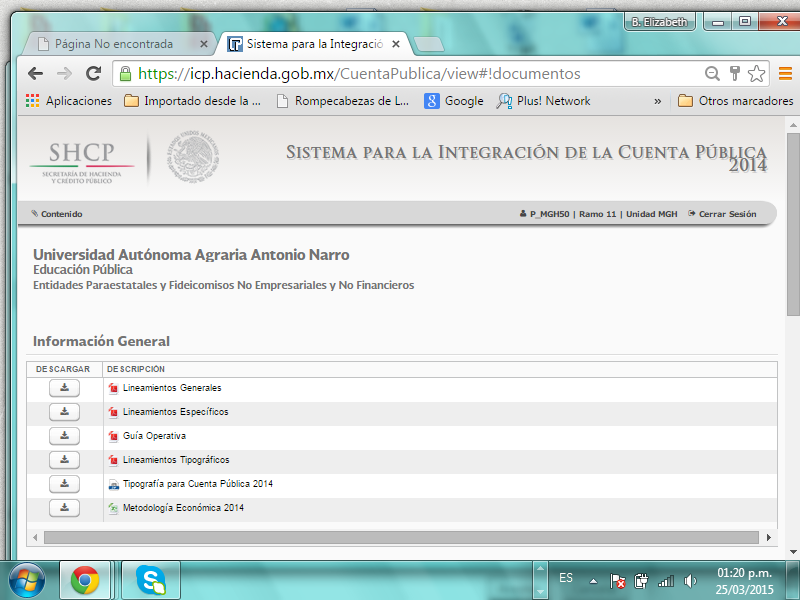 B. Elizabeth
Página No encontrada
Sistema para la Integració
https://icp.hacienda.gob.mx/CuentaPublica/view#!documentos
Aplicaciones
Importado desde la ...
Rompecabezas de L...
Google
Plus! Network
»
Otros marcadores
SHCP
SECRETARÍA DE HACIENDA
Y CRÉDITO PÚBLICO
ESTADOS UNIDOS MEXICANOS
SISTEMA PARA LA INTEGRACIÓN DE LA CUENTA PÚBLICA
2014
Contenido
P_MGH50 | Ramo 11 | Unidad MGH
Cerrar Sesión
Universidad Autónoma Agraria Antonio Narro
Educación Pública
Entidades Paraestatales y Fideicomisos No Empresariales y No Financieros
Información General
DESCARGAR
DESCRIPCIÓN
Lineamientos Generales
Lineamientos Específicos
Guía Operativa
Lineamientos Tipográficos
Tipografía para Cuenta Pública 2014
Metodología Económica 2014
ES
01:20 p.m.
25/03/2015